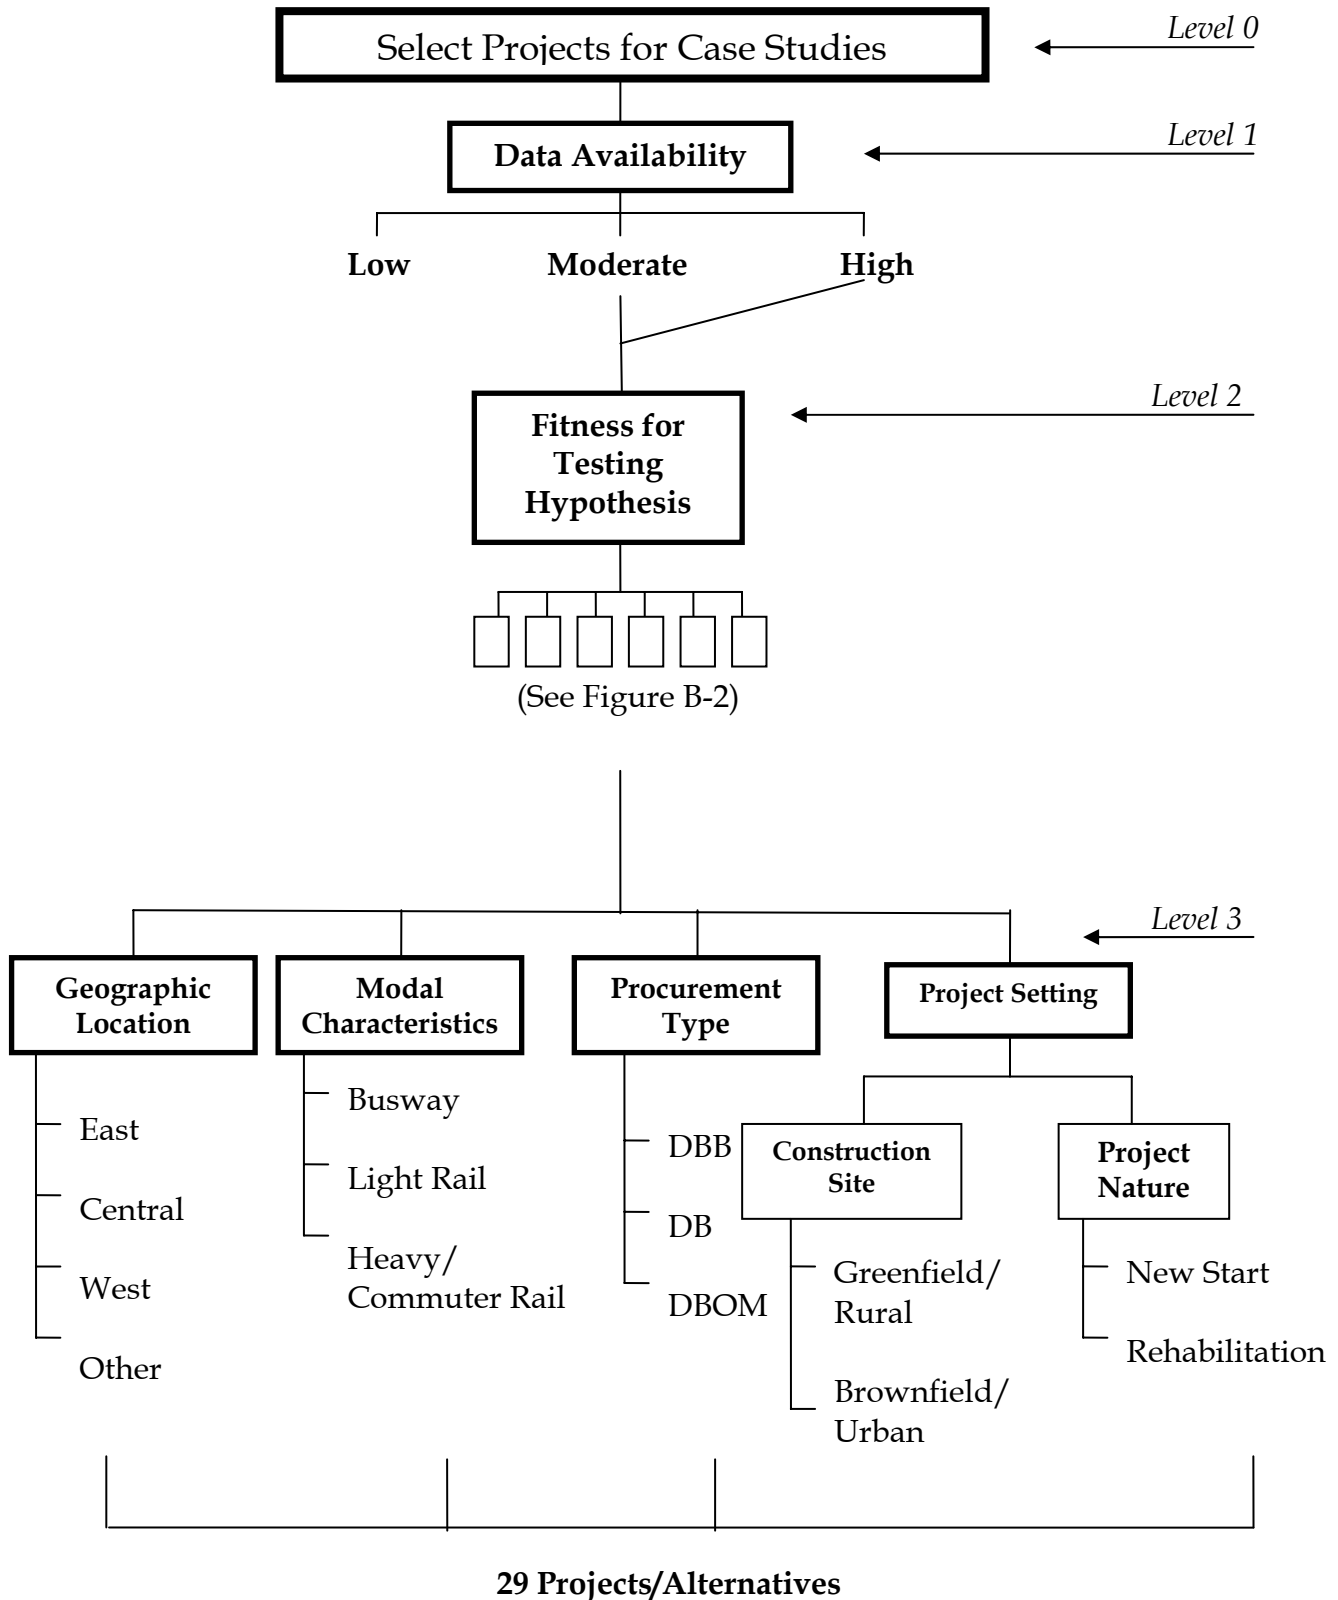 Select Projects for Case Studies
Level 0
Data Availability
Level 1
Low
Moderate
High
Fitness for
Testing
Hypothesis
Level 2
(See Figure B-2)
Level 3
Geographic
Location
Modal
Characteristics
Procurement
Type
Project Setting
East
Central
West
Other
Busway
Light Rail
Heavy/
Commuter Rail
DBB
DB
DBOM
Construction
Site
Greenfield/
Rural
Brownfield/
Urban
Project
Nature
New Start
Rehabilitation
29 Projects/Alternatives